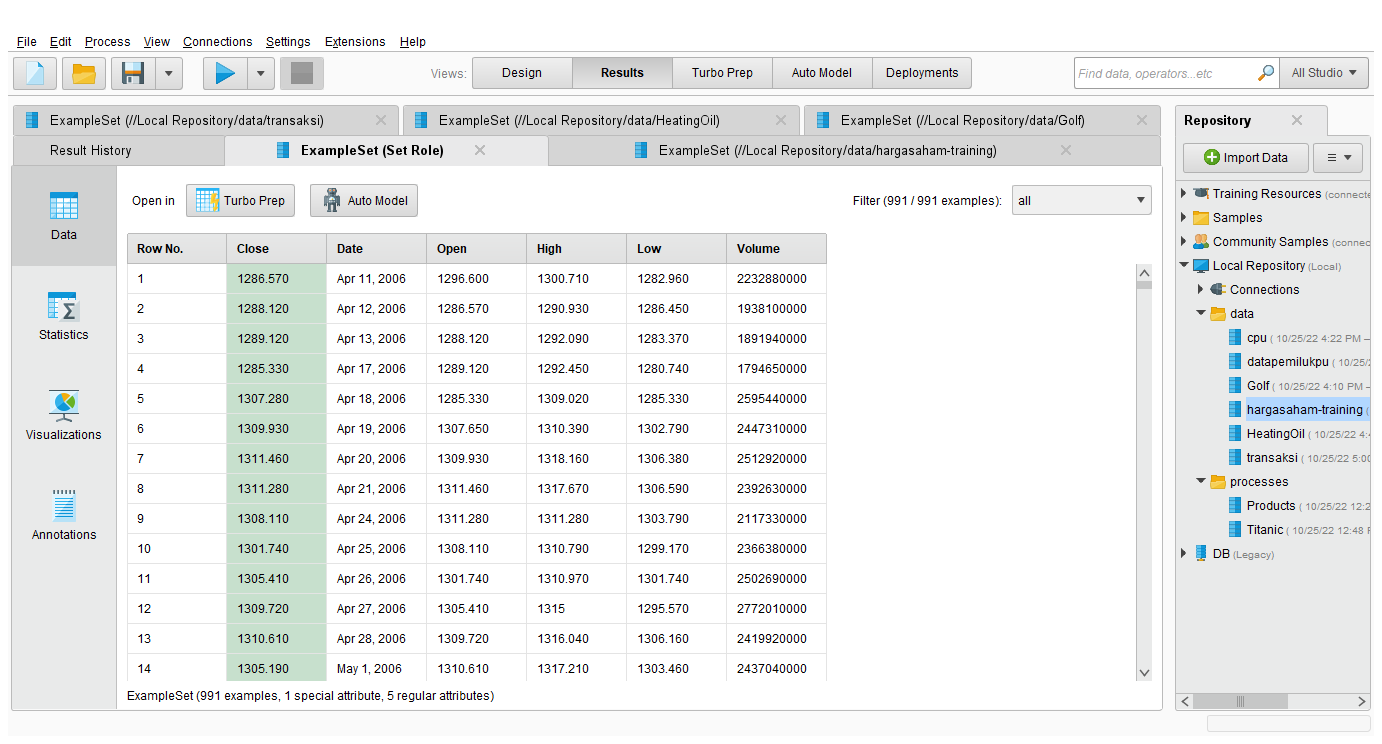 File Edit Process View Connections Settings Extensions Help
Views: Design Results Turbo Prep Auto Model Deployments Find data, operators...etc All Studio
ExampleSet (//Local Repository/data/transaksi) ExampleSet (//Local Repository/data/HeatingOil) ExampleSet (//Local Repository/data/Golf)
Result History ExampleSet (Set Role) ExampleSet (//Local Repository/data/hargasaham-training)
Data
Statistics
Visualizations
Annotations
Open in Turbo Prep Auto Model Filter (991 / 991 examples): all
Row No. Close Date Open High Low Volume
1 1286.570 Apr 11, 2006 1296.600 1300.710 1282.960 2232880000
2 1288.120 Apr 12, 2006 1286.570 1290.930 1286.450 1938100000
3 1289.120 Apr 13, 2006 1288.120 1292.090 1283.370 1891940000
4 1285.330 Apr 17, 2006 1289.120 1292.450 1280.740 1794650000
5 1307.280 Apr 18, 2006 1285.330 1309.020 1285.330 2595440000
6 1309.930 Apr 19, 2006 1307.650 1310.390 1302.790 2447310000
7 1311.460 Apr 20, 2006 1309.930 1318.160 1306.380 2512920000
8 1311.280 Apr 21, 2006 1311.460 1317.670 1306.590 2392630000
9 1308.110 Apr 24, 2006 1311.280 1311.280 1303.790 2117330000
10 1301.740 Apr 25, 2006 1308.110 1310.790 1299.170 2366380000
11 1305.410 Apr 26, 2006 1301.740 1310.970 1301.740 2502690000
12 1309.720 Apr 27, 2006 1305.410 1315 1295.570 2772010000
13 1310.610 Apr 28, 2006 1309.720 1316.040 1306.160 2419920000
14 1305.190 May 1, 2006 1310.610 1317.210 1303.460 2437040000
ExampleSet (991 examples, 1 special attribute, 5 regular attributes)
Repository
Import Data
Training Resources (connecte
Samples
Community Samples (connec
Local Repository (Local)
Connections
data
cpu ( 10/25/22 4:22 PM –
datapemilukpu ( 10/25/
Golf ( 10/25/22 4:10 PM –
hargasaham-training (
HeatingOil ( 10/25/22 4:
transaksi ( 10/25/22 5:00
processes
Products ( 10/25/22 12:2
Titanic ( 10/25/22 12:48
DB (Legacy)